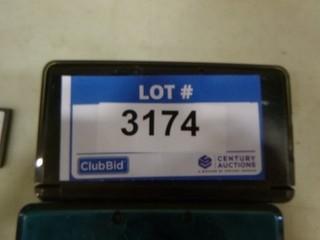 LOT #
3174
ClubBid
CENTURY
AUCTIONS